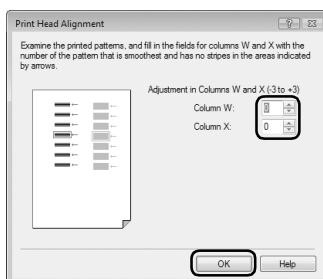 Print Head Alignment
Examine the printed patterns, and fill in the fields for columns W and X with the
number of the pattern that is smoothest and has no stripes in the areas indicated
by arrows.
Adjustment in Columns W and X (-3 to +3)
Column W: 0
Column X: 0
OK Help